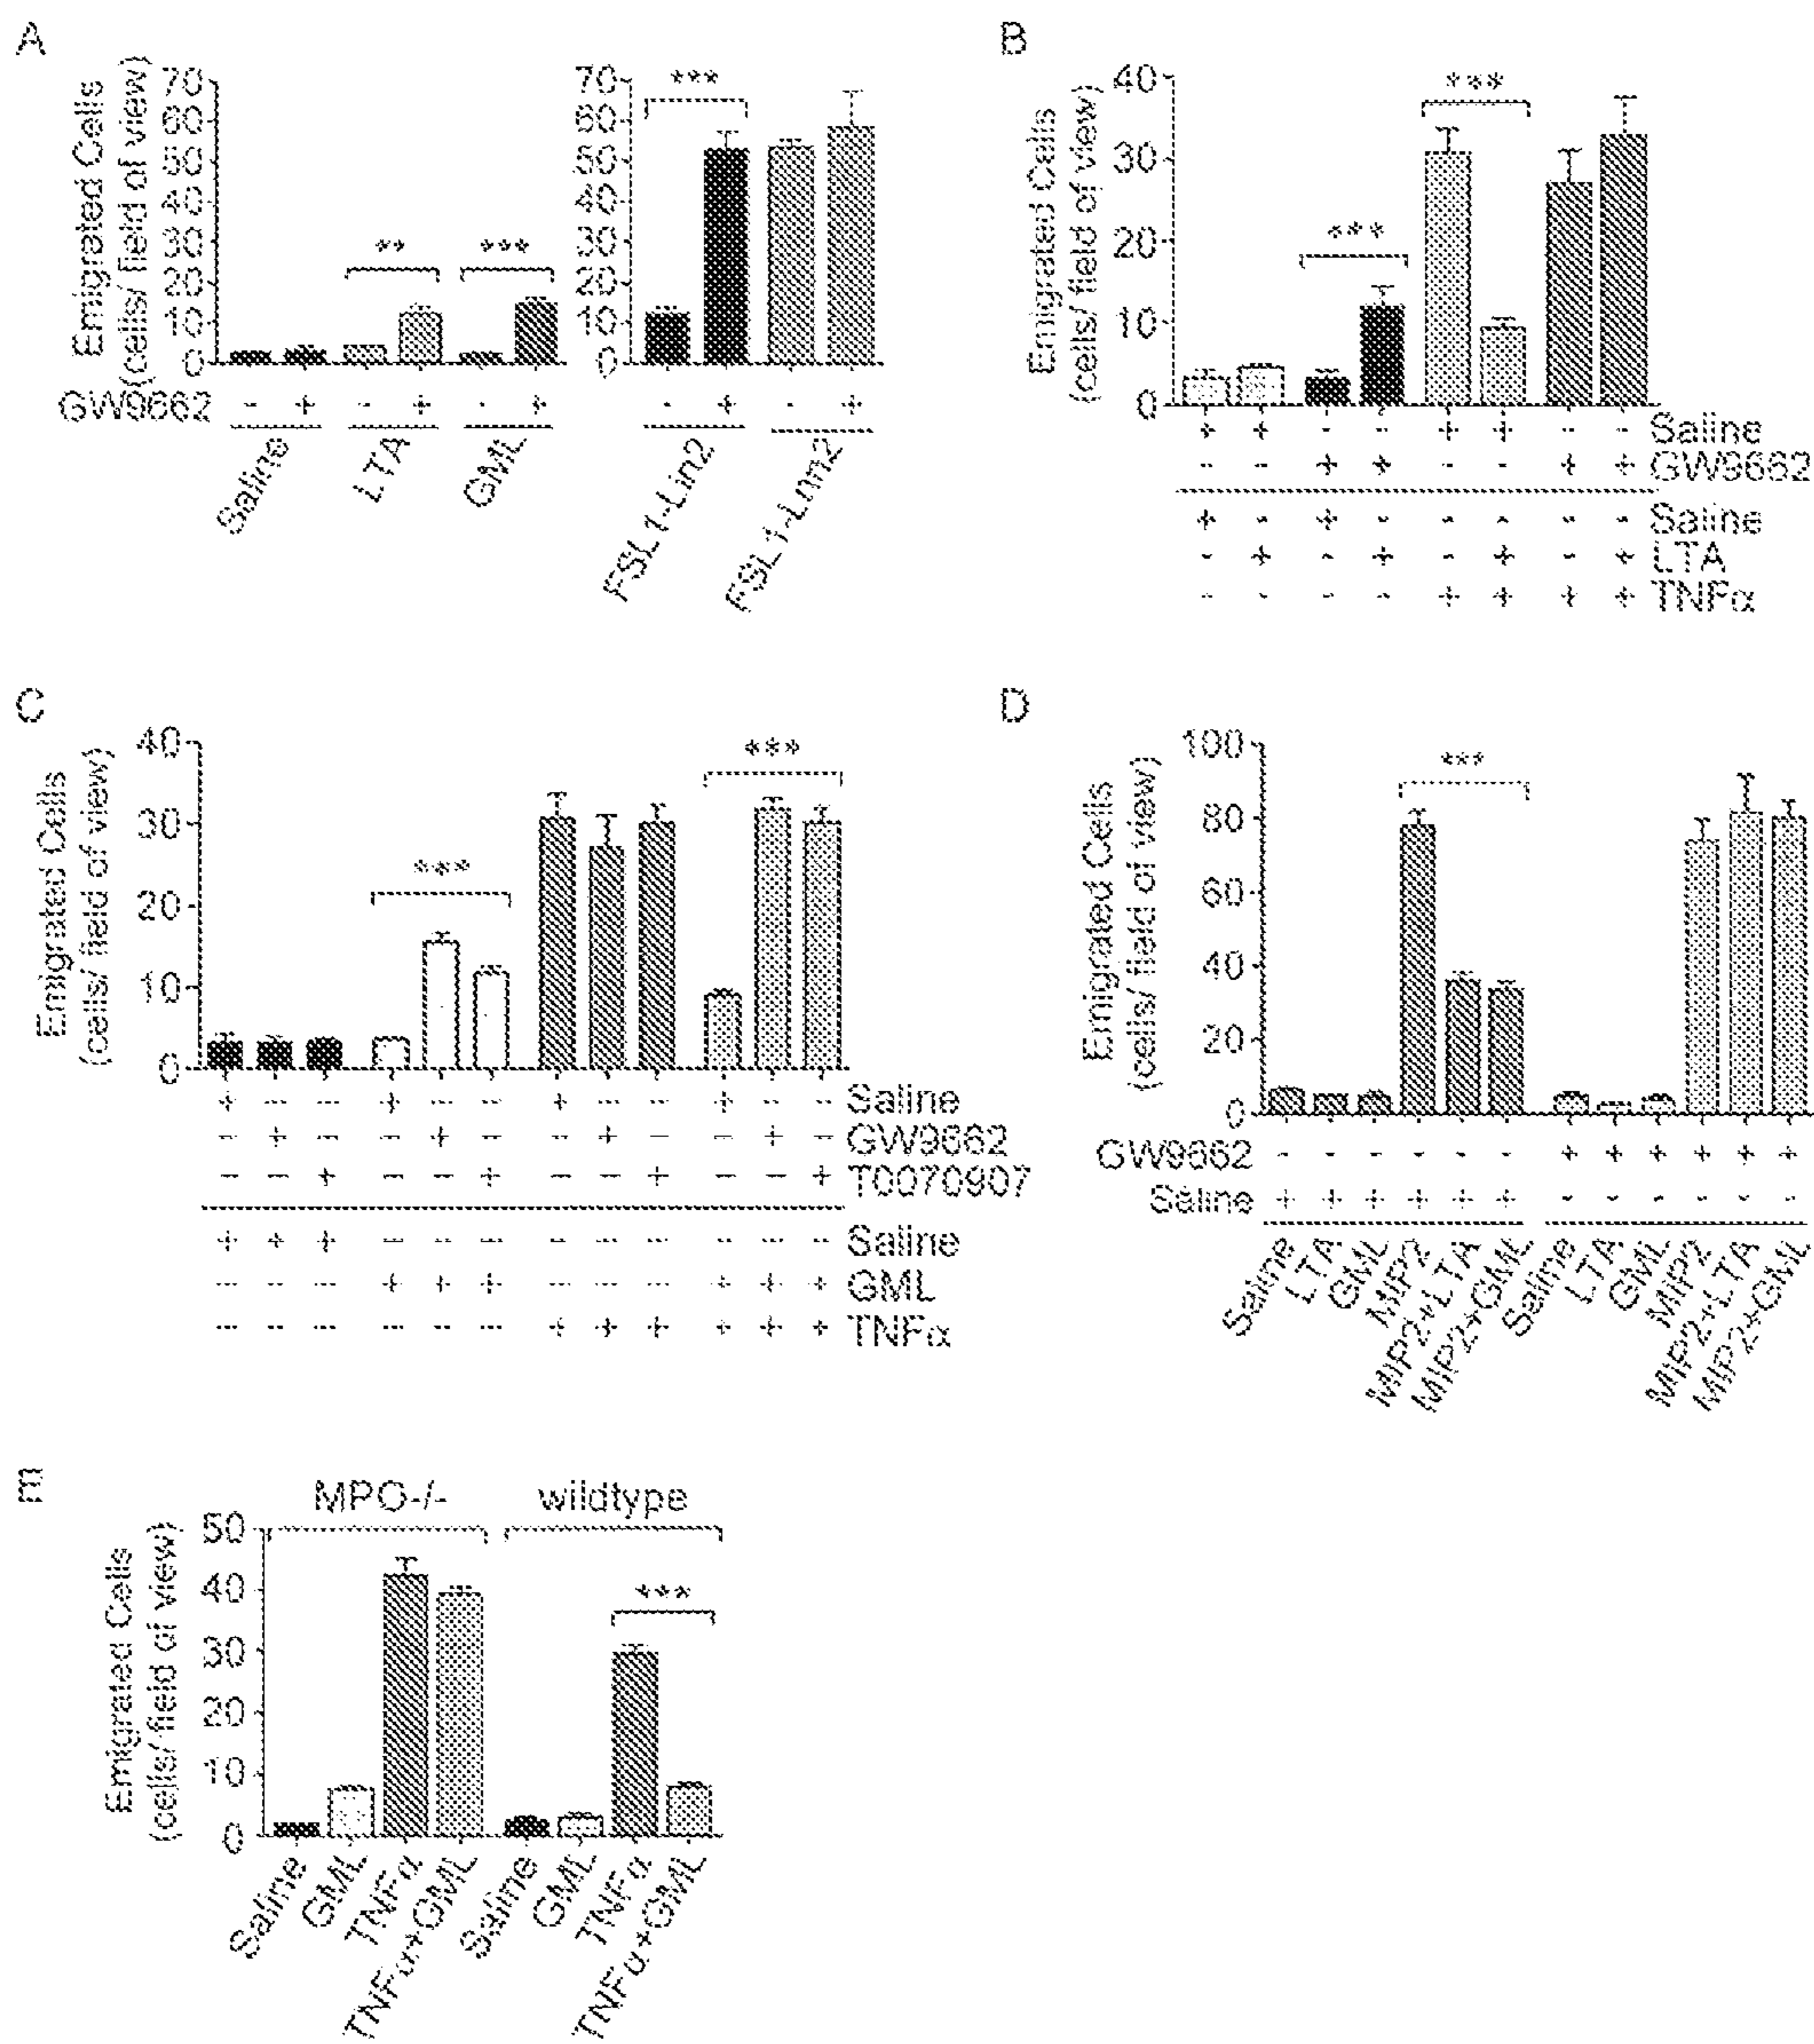 A
Emigrated Cells
(cells/ field of view)
70
60
50
40
30
20
10
0
** ***
GW9662 - + - + - +
Saline
LTA
GML
70
60
50
40
30
20
10
0
***
- + - +
FSL1-Lin2
FSL1-Lnn2
B
Emigrated Cells
(cells/ field of view)
40
30
20
10
0
***
***
+ + - - + + - - Saline
- - + + - - + + GW9662
+ - + - - - - - Saline
- + - + - + - + LTA
- - - - + + + + TNFα
C
Emigrated Cells
(cells/ field of view)
40
30
20
10
0
***
***
+ - - + - - + - - + - - Saline
- + - - + - - + - - + - GW9662
- - + - - + - - + - - + T0070907
+ + + - - - - - - - - - Saline
- - - + + + - - - + + + GML
- - - - - - + + + + + + TNFα
D
Emigrated Cells
(cells/ field of view)
100
80
60
40
20
0
***
GW9662 - - - - - - + + + + + +
Saline + + + + + + - - - - - -
Saline
LTA
GML
MIP2
MIP2+LTA
MIP2+GML
Saline
LTA
GML
MIP2
MIP2+LTA
MIP2+GML
E
MPO-/- wildtype
Emigrated Cells
(cells/ field of view)
50
40
30
20
10
0
***
Saline
GML
TNFα
TNFα+GML
Saline
GML
TNFα
TNFα+GML